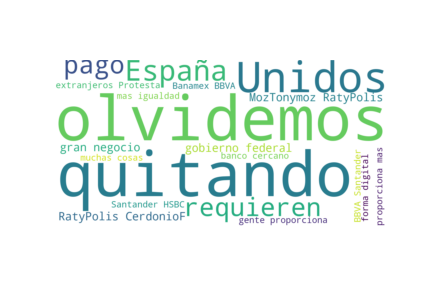 pago España Unidos
extranjeros Protesta Banamex BBVA
mas igualdad MozTonymoz RatyPolis
olvidemos
gran negocio gobierno federal
muchas cosas banco cercano
quitando
Santander HSBC requieren
RatyPolis CerdonioF gente proporciona
BBVA Santander
forma digital
proporciona mas